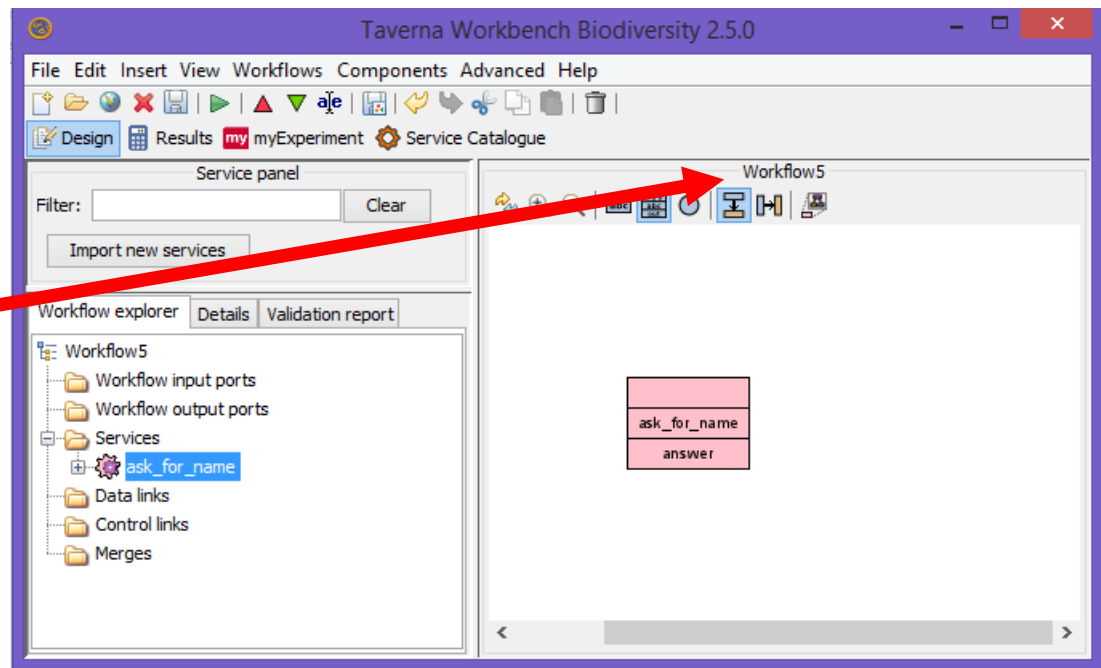 Taverna Workbench Biodiversity 2.5.0
File Edit Insert View Workflows Components Advanced Help
Design Results my myExperiment Service Catalogue
Service panel
Filter: Clear
Import new services
Workflow explorer Details Validation report
Workflow5
Workflow input ports
Workflow output ports
Services
ask_for_name
Data links
Control links
Merges
Workflow5
ask_for_name
answer